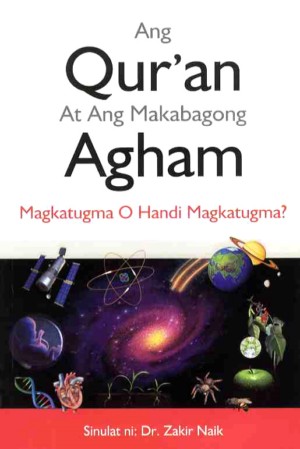 Ang
Qur'an
At Ang Makabagong
Agham
Magkatugma O Handi Magkatugma?
Sinulat ni: Dr. Zakir Naik